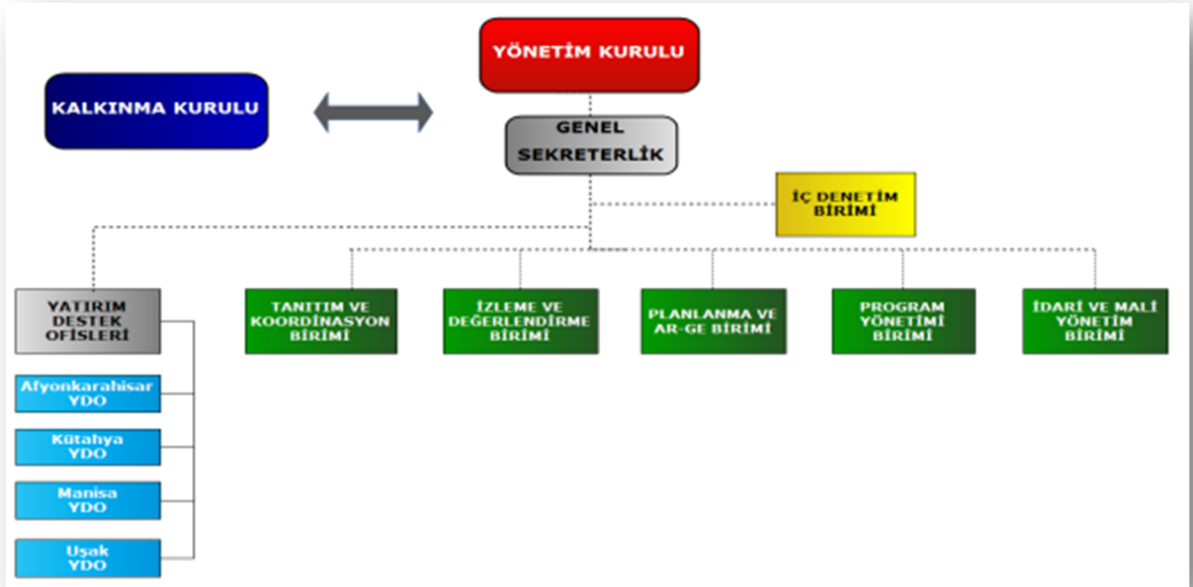 YÖNETİM KURULU
KALKINMA KURULU
GENEL
SEKRETERLİK
İÇ DENETİM
BİRİMİ
YATIRIM
DESTEK
OFİSLERİ
TANITIM VE
KOORDİNASYON
BİRİMİ
İZLEME VE
DEĞERLENDİRME
BİRİMİ
PLANLANMA VE
AR-GE BİRİMİ
PROGRAM
YÖNETİMİ
BİRİMİ
İDARİ VE MALİ
YÖNETİM
BİRİMİ
Afyonkarahisar
YDO
Kütahya
YDO
Manisa
YDO
Uşak
YDO